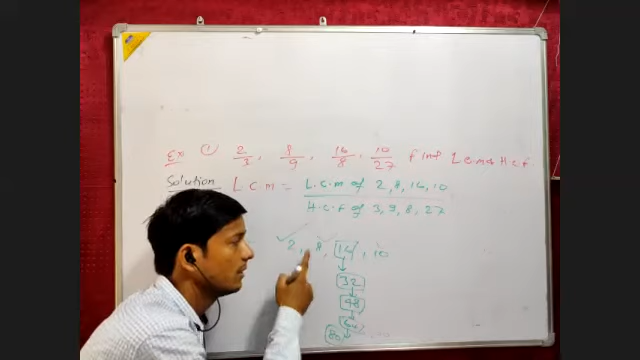 Ex ① 2/3, 8/9, 16/8, 10/27 find L.C.M & H.C.F
Solution L C M = L.C.M of 2, 8, 16, 10
H.C.F of 3, 9, 8, 27
2, 8, 16, 10
32
48
64
80